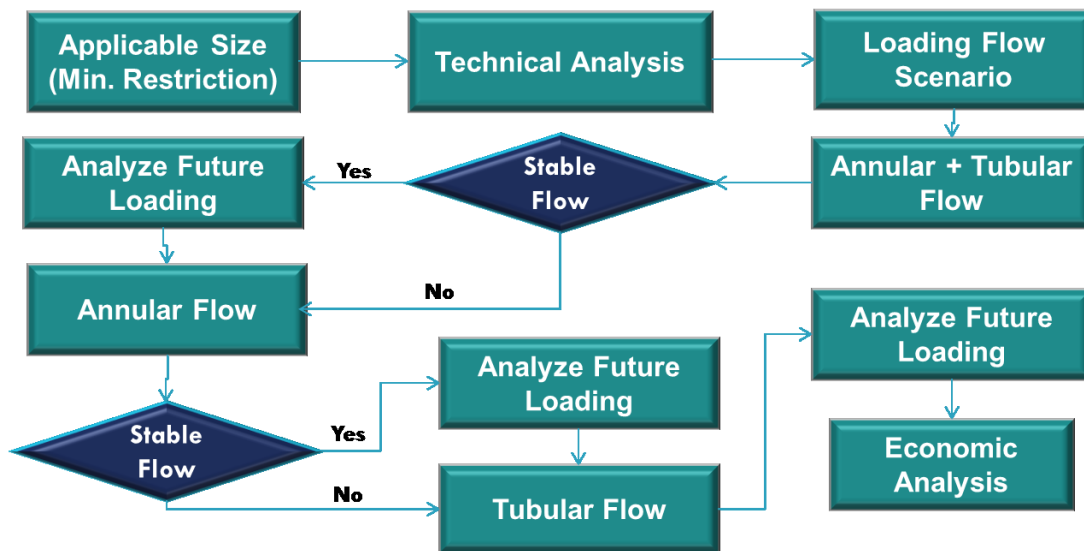 Applicable Size
(Min. Restriction)
Technical Analysis
Loading Flow
Scenario
Annular + Tubular
Flow
Stable
Flow
Yes
Analyze Future
Loading
No
Annular Flow
Stable
Flow
Yes
Analyze Future
Loading
No
Tubular Flow
Analyze Future
Loading
Economic
Analysis